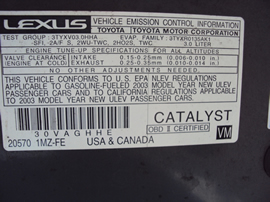 LEXUS VEHICLE EMISSION CONTROL INFORMATION
TOYOTA TOYOTA MOTOR CORPORATION
TEST GROUP: 3TYXV03.0HHA 3TYXR0135AK1
SFI, 2A/F S, 2WU-TWC, 2HO2S, TWC 3.0 LITER
ENGINE TUNE-UP SPECIFICATIONS FOR ALL ALTITUDES
VALVE CLEARANCE INTAKE 0.15-0.25mm (0.006-0.010 in.)
ENGINE AT COLD EXHAUST 0.25-0.35mm (0.010-0.014 in.)
NO OTHER ADJUSTMENTS NEEDED.
THIS VEHICLE CONFORMS TO U.S. EPA NLEV REGULATIONS
APPLICABLE TO GASOLINE-FUELED 2003 MODEL YEAR NEW ULEV
PASSENGER CARS AND TO CALIFORNIA REGULATIONS APPLICABLE
TO 2003 MODEL YEAR NEW ULEV PASSENGER CARS.
CATALYST
OBD II CERTIFIED
30VAGHHE VM
20570 1MZ-FE USA & CANADA